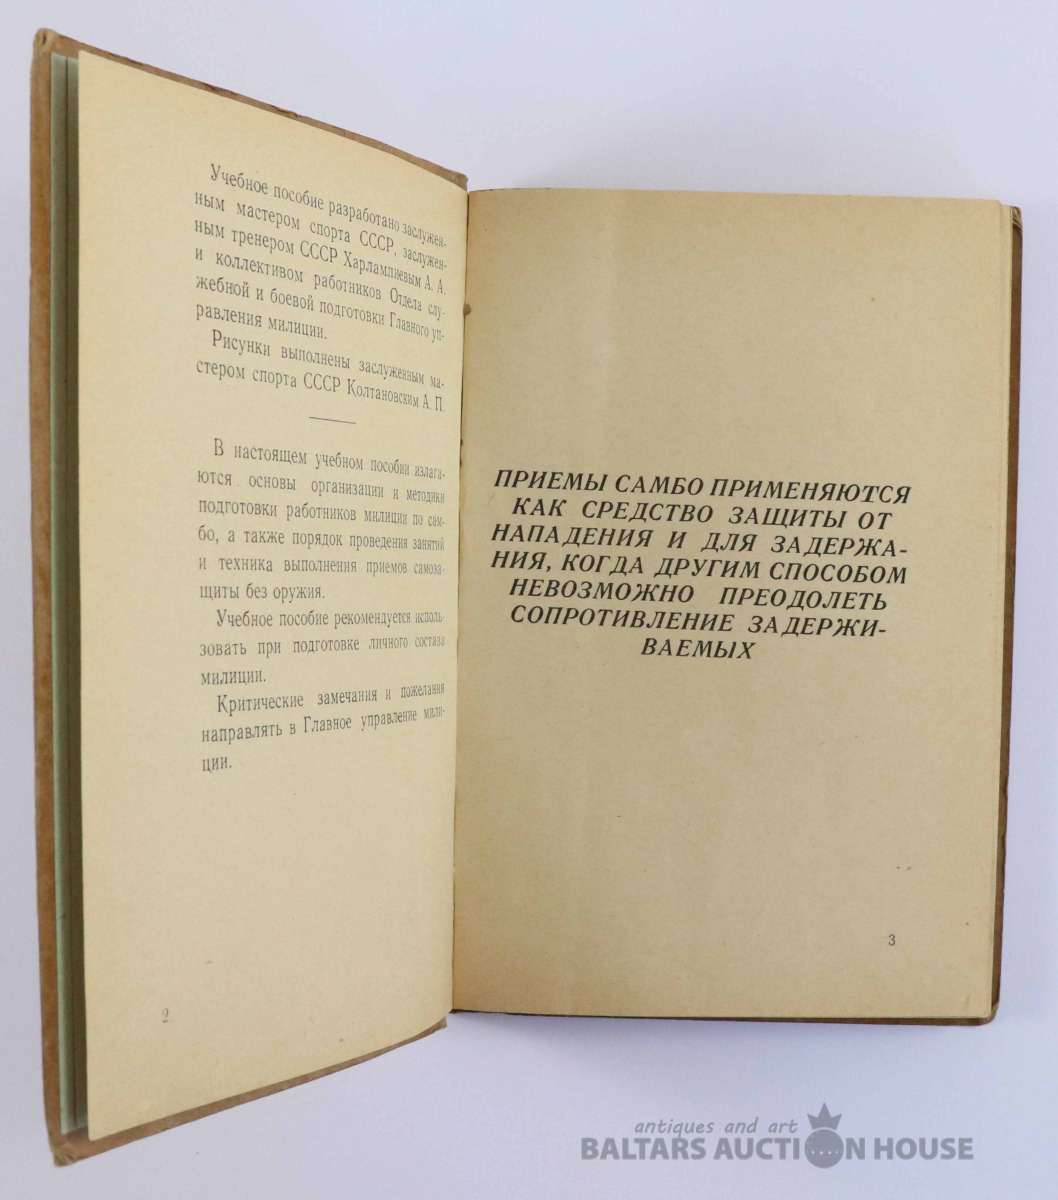 Учебное пособие разработано заслужен-
ным мастером спорта СССР, заслужен-
ным тренером СССР Харлампиевым А. А.
и коллективом работников Отдела слу-
жебной и боевой подготовки Главного уп-
равления милиции.
Рисунки выполнены заслуженным ма-
стером спорта СССР Колтановским А. П.
В настоящем учебном пособии излага-
ются основы организации и методики
подготовки работников милиции по сам-
бо, а также порядок проведения занятий
и техника выполнения приемов самоза-
щиты без оружия.
Учебное пособие рекомендуется исполь-
зовать при подготовке личного состава
милиции.
Критические замечания и пожелания
направлять в Главное управление мили-
ции.
2
ПРИЕМЫ САМБО ПРИМЕНЯЮТСЯ
КАК СРЕДСТВО ЗАЩИТЫ ОТ
НАПАДЕНИЯ И ДЛЯ ЗАДЕРЖА-
НИЯ, КОГДА ДРУГИМ СПОСОБОМ
НЕВОЗМОЖНО ПРЕОДОЛЕТЬ
СОПРОТИВЛЕНИЕ ЗАДЕРЖИ-
ВАЕМЫХ
3
antiques and art
BALTARS AUCTION HOUSE